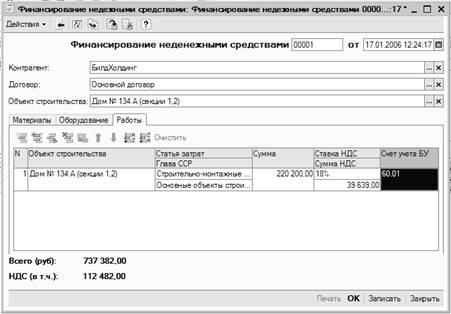 Финансирование недежными средствами: Финансирование недежными средствами 0000...:17 *
Действия
Финансирование неденежными средствами 00001 от 17.01.2006 12:24:17
Контрагент: БилдХолдинг
Договор: Основной договор
Объект строительства: Дом № 134 А (секции 1,2)
Материалы Оборудование Работы
Очистить
N Объект строительства Статья затрат Сумма Ставка НДС Счет учета БУ
Глава ССР Сумма НДС
1 Дом № 134 А (секции 1,2) Строительно-монтажные ... 220 200,00 18% 60.01
Основные объекты строи... 39 639,00
Всего (руб): 737 382,00
НДС (в т.ч.): 112 482,00
Печать OK Записать Закрыть